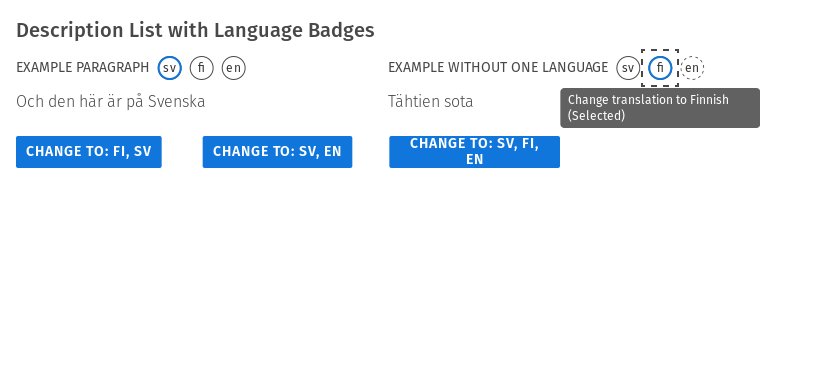 Description List with Language Badges
EXAMPLE PARAGRAPH sv fi en
Och den här är på Svenska
EXAMPLE WITHOUT ONE LANGUAGE sv fi en
Tähtien sota
Change translation to Finnish
(Selected)
CHANGE TO: FI, SV
CHANGE TO: SV, EN
CHANGE TO: SV, FI,
EN